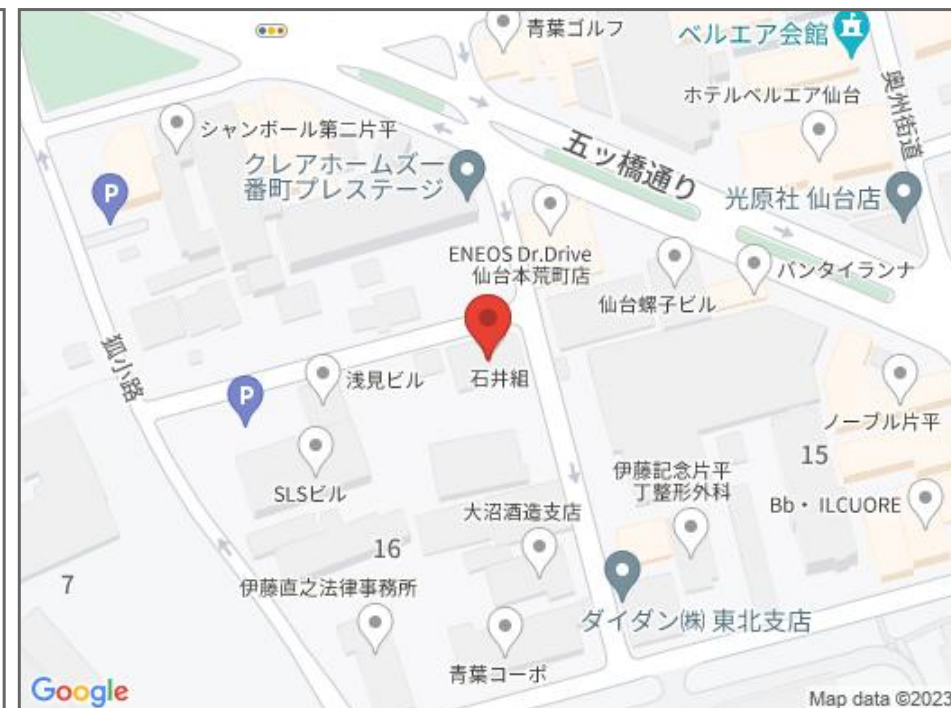 青葉ゴルフ
ベルエア会館
ホテルベルエア仙台
奥州街道
シャンボール第二片平
クレアホームズ一
番町プレステージ
五ッ橋通り
光原社 仙台店
P
ENEOS Dr.Drive
仙台本荒町店
仙台螺子ビル
バンタイランナ
狐小路
浅見ビル
石井組
P
ノーブル片平
15
SLSビル
伊藤記念片平
丁整形外科
Bb・ILCUORE
大沼酒造支店
16
7
伊藤直之法律事務所
ダイダン㈱ 東北支店
青葉コーポ
Google
Map data ©2023